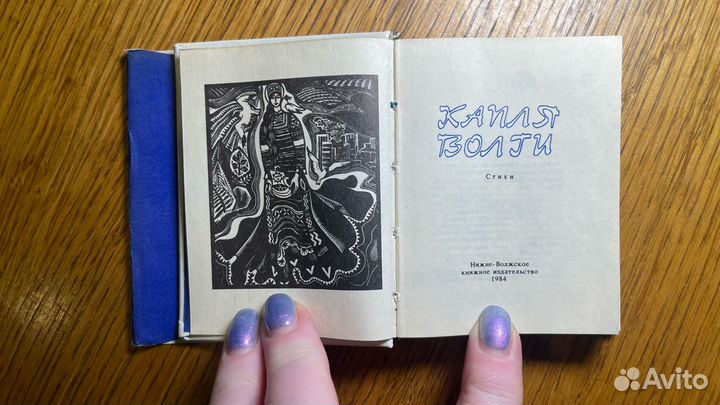 КАПЛЯ
ВОЛГИ
Стихи
Нижне-Волжское
книжное издательство
1984
Avito